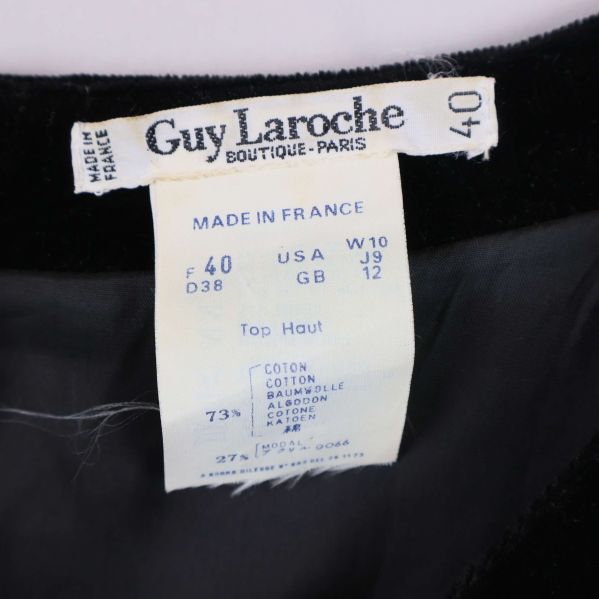 MADE IN
FRANCE
Guy Laroche
BOUTIQUE-PARIS
40
MADE IN FRANCE
F 40 USA W10
J9
D38 GB 12
Top Haut
COTON
COTTON
BAUMWOLLE
ALGODON
73% COTONE
KATOEN
綿
27% MODAL